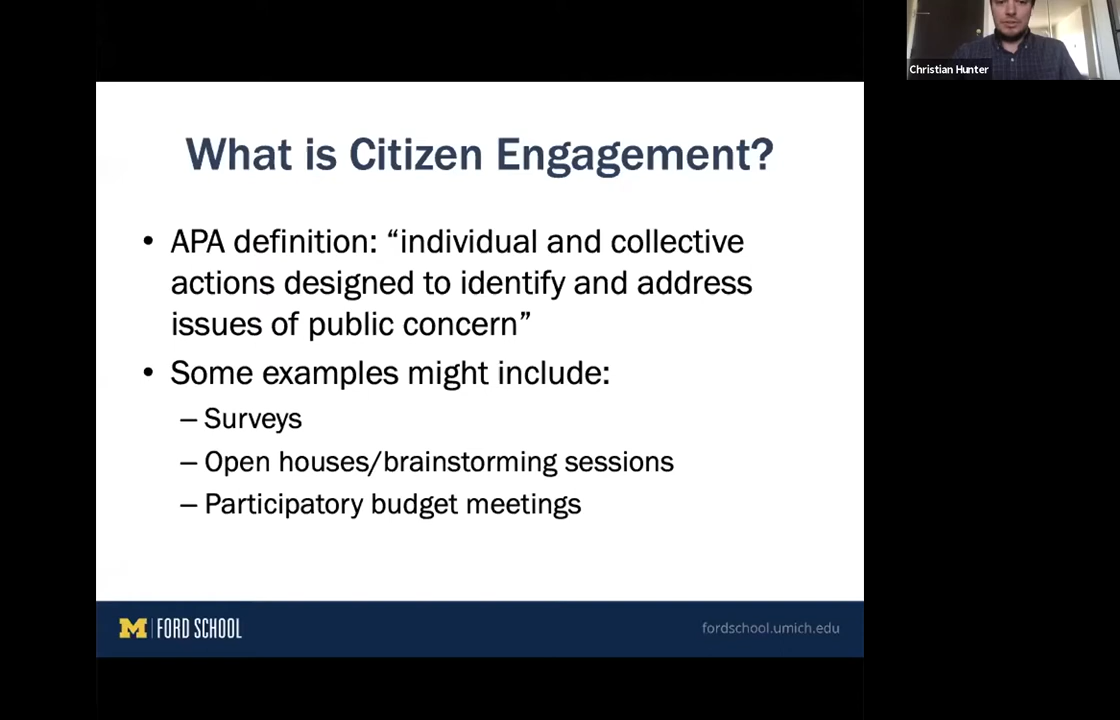 Christian Hunter
What is Citizen Engagement?
• APA definition: “individual and collective
actions designed to identify and address
issues of public concern”
• Some examples might include:
– Surveys
– Open houses/brainstorming sessions
– Participatory budget meetings
M | FORD SCHOOL
fordschool.umich.edu